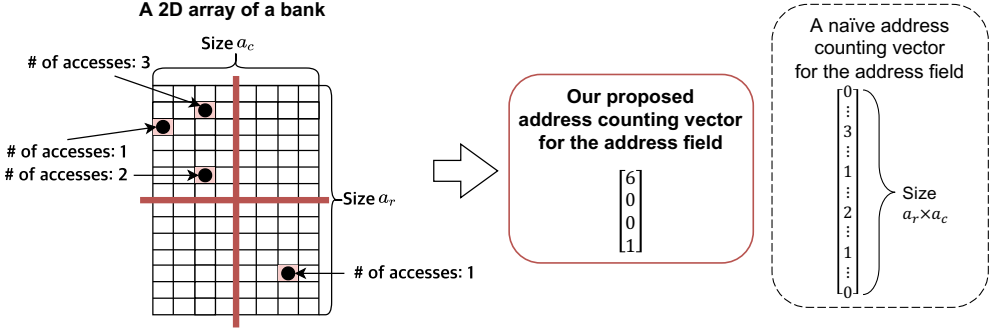 A 2D array of a bank
Size a_c
# of accesses: 3
# of accesses: 1
# of accesses: 2
Size a_r
# of accesses: 1
Our proposed
address counting vector
for the address field
6
0
0
1
A naïve address
counting vector
for the address field
0
⋮
3
⋮
1
⋮
2
⋮
1
⋮
0
Size
a_r×a_c